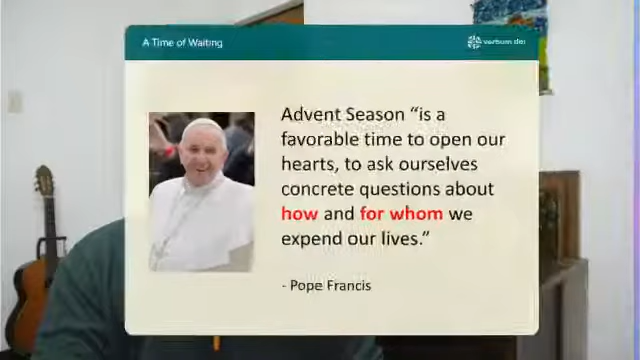 A Time of Waiting
verbum dei
Advent Season “is a
favorable time to open our
hearts, to ask ourselves
concrete questions about
how and for whom we
expend our lives.”
- Pope Francis